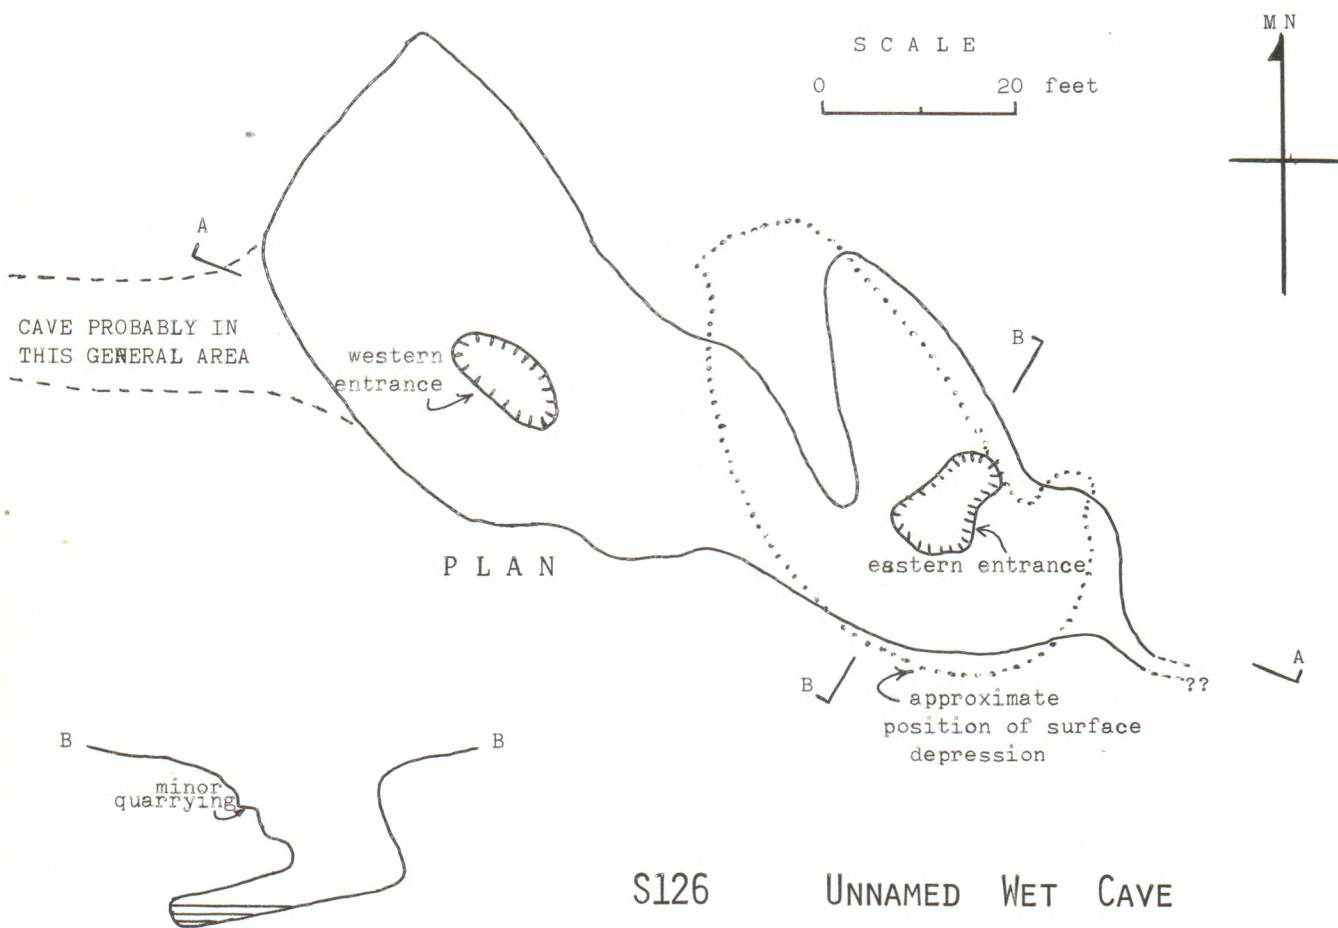 MN
SCALE
0 20 feet
A
CAVE PROBABLY IN
THIS GENERAL AREA
western
entrance
B
eastern entrance
PLAN
A
B
??
approximate
position of surface
depression
B B
minor
quarrying
S126 UNNAMED WET CAVE